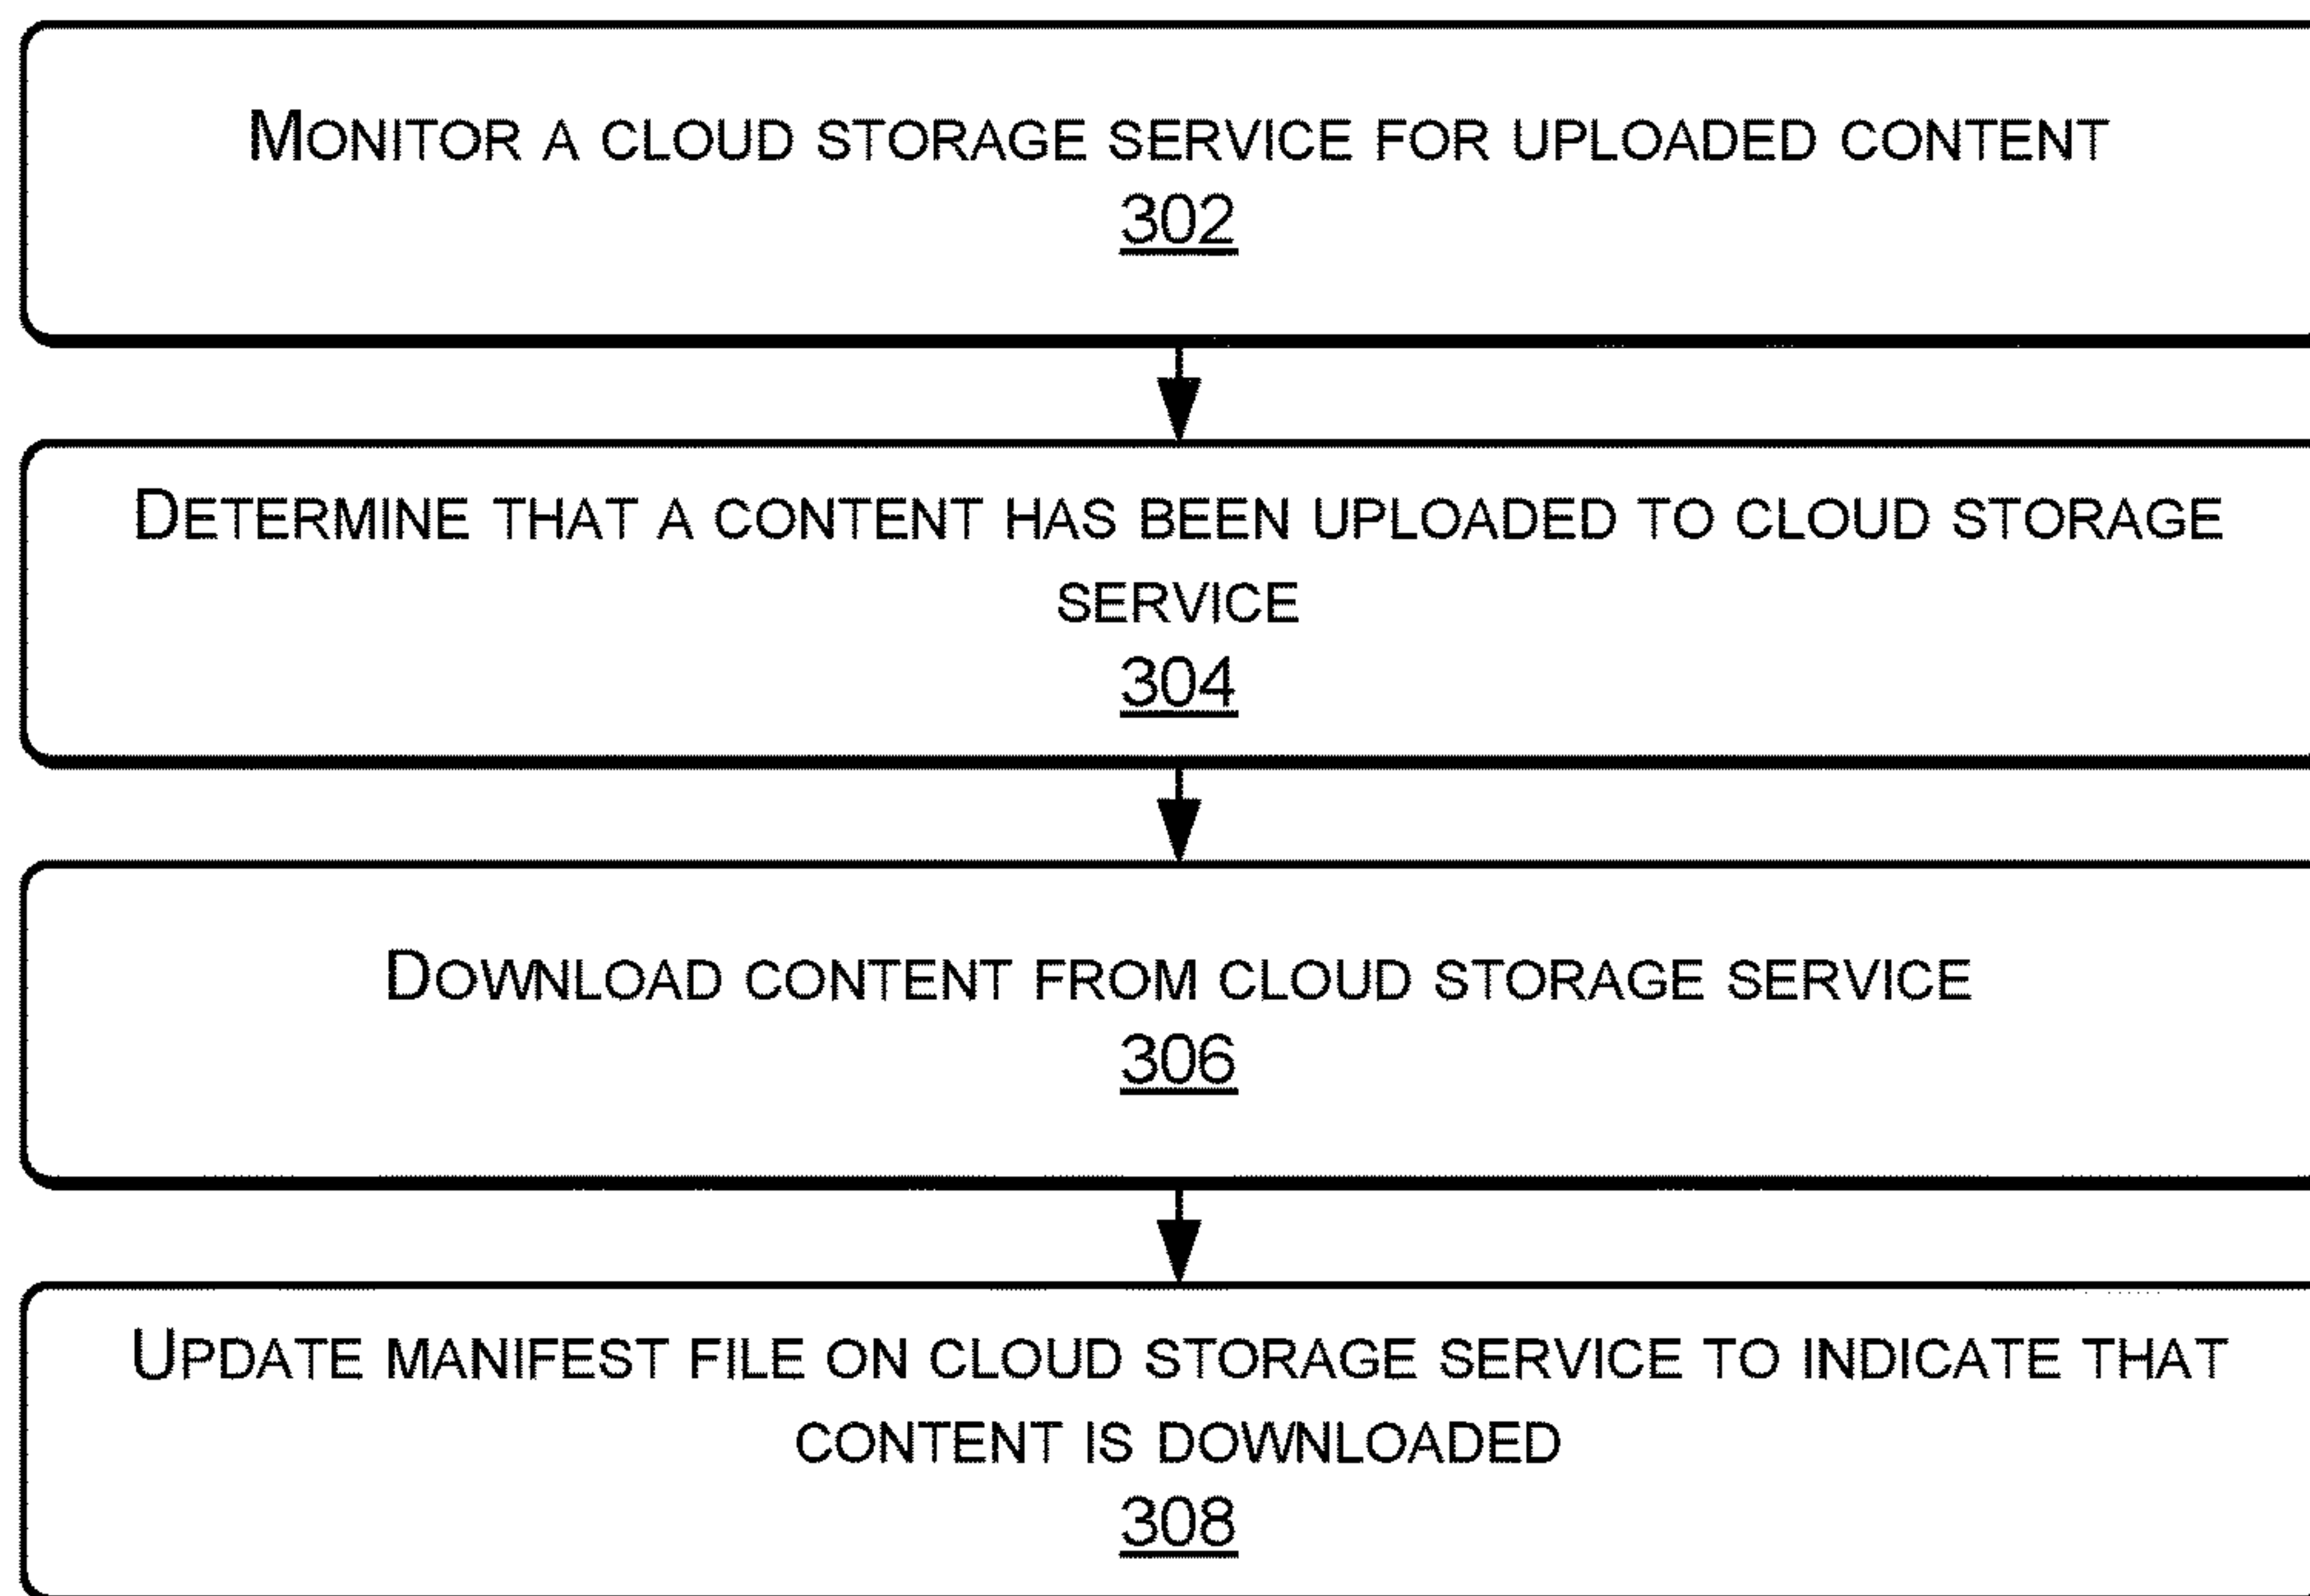 MONITOR A CLOUD STORAGE SERVICE FOR UPLOADED CONTENT
302
DETERMINE THAT A CONTENT HAS BEEN UPLOADED TO CLOUD STORAGE
SERVICE
304
DOWNLOAD CONTENT FROM CLOUD STORAGE SERVICE
306
UPDATE MANIFEST FILE ON CLOUD STORAGE SERVICE TO INDICATE THAT
CONTENT IS DOWNLOADED
308